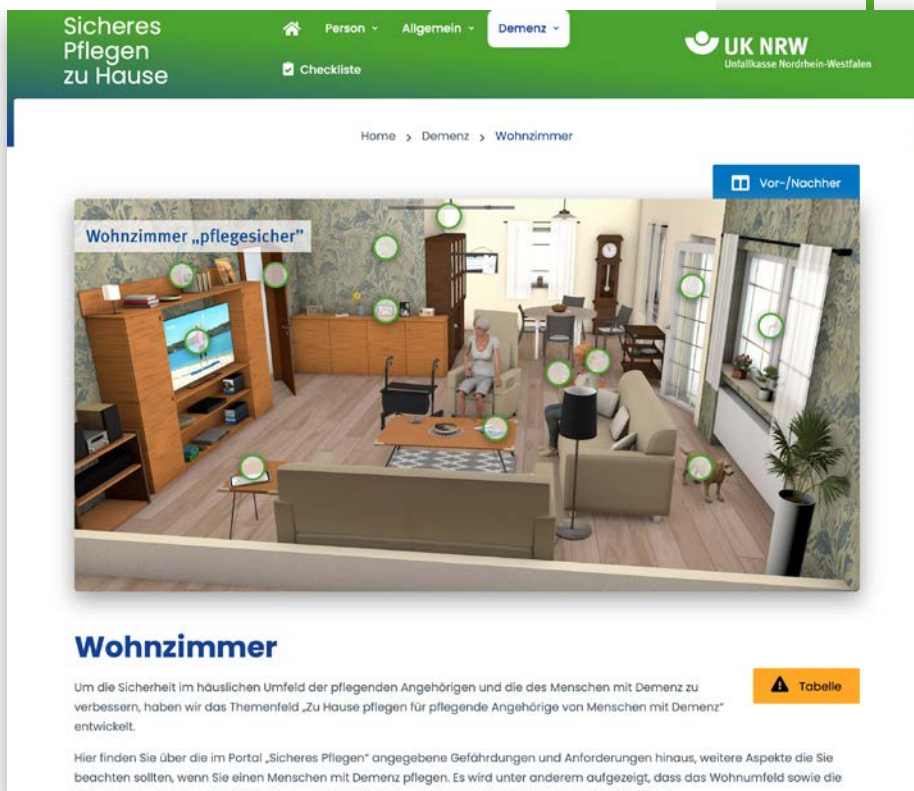 Sicheres
Pflegen
zu Hause
Person
Allgemein
Demenz
Checkliste
UK NRW
Unfallkasse Nordrhein-Westfalen
Home > Demenz > Wohnzimmer
Vor-/Nachher
Wohnzimmer „pflegesicher”
Wohnzimmer
Um die Sicherheit im häuslichen Umfeld der pflegenden Angehörigen und die des Menschen mit Demenz zu
verbessern, haben wir das Themenfeld „Zu Hause pflegen für pflegende Angehörige von Menschen mit Demenz"
entwickelt.
Tabelle
Hier finden Sie über die im Portal „Sicheres Pflegen" angegebene Gefährdungen und Anforderungen hinaus, weitere Aspekte die Sie
beachten sollten, wenn Sie einen Menschen mit Demenz pflegen. Es wird unter anderem aufgezeigt, dass das Wohnumfeld sowie die